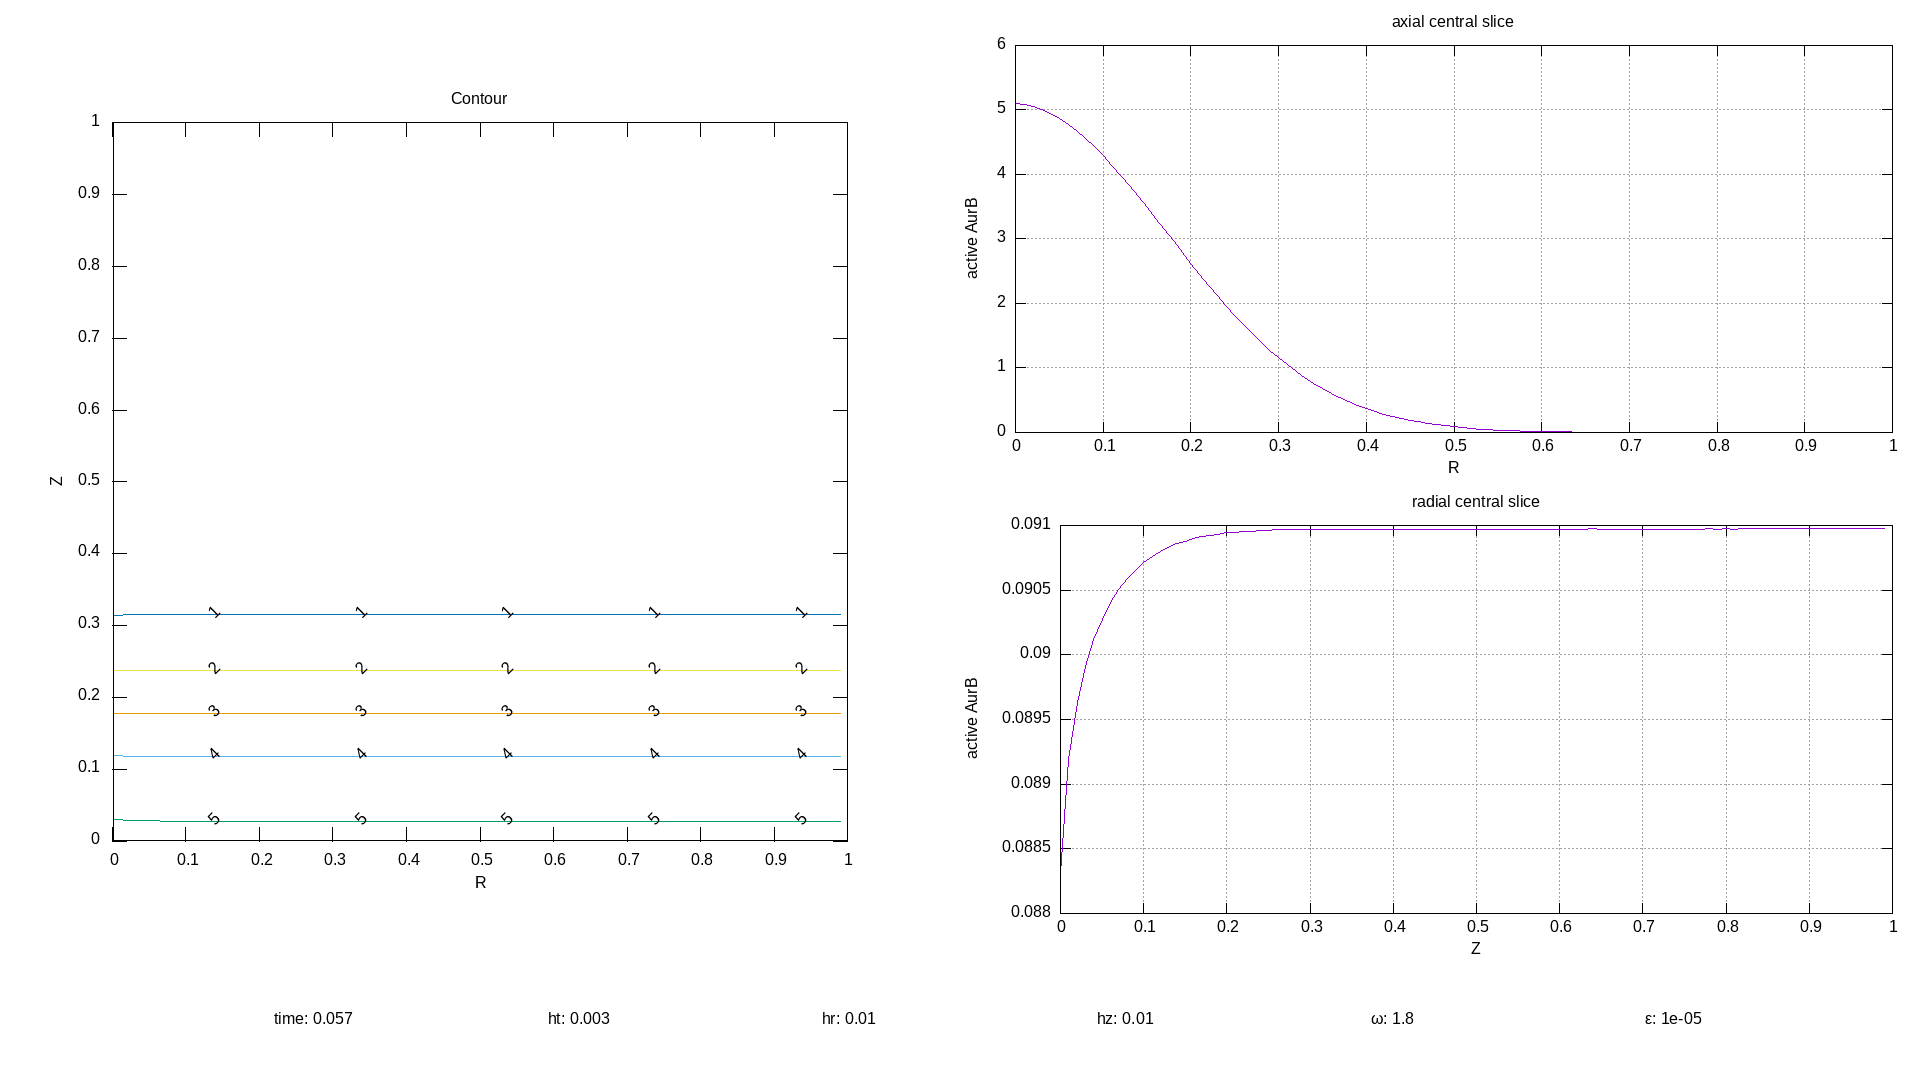 Contour
1
0.9
0.8
0.7
0.6
0.5
0.4
0.3
0.2
0.1
0
Z
1 1 1 1 1
2 2 2 2 2
3 3 3 3 3
4 4 4 4 4
5 5 5 5 5
0 0.1 0.2 0.3 0.4 0.5 0.6 0.7 0.8 0.9 1
R
axial central slice
6
5
4
3
2
1
0
active AurB
0 0.1 0.2 0.3 0.4 0.5 0.6 0.7 0.8 0.9 1
R
radial central slice
0.091
0.0905
0.09
0.0895
0.089
0.0885
0.088
active AurB
0 0.1 0.2 0.3 0.4 0.5 0.6 0.7 0.8 0.9 1
Z
time: 0.057 ht: 0.003 hr: 0.01 hz: 0.01 ω: 1.8 ε: 1e-05